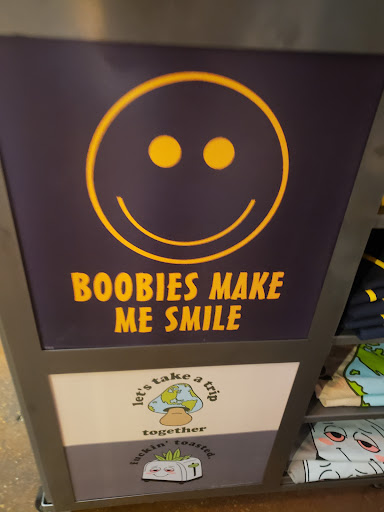 BOOBIES MAKE
ME SMILE
let's take a trip
together
fuckin' toasted